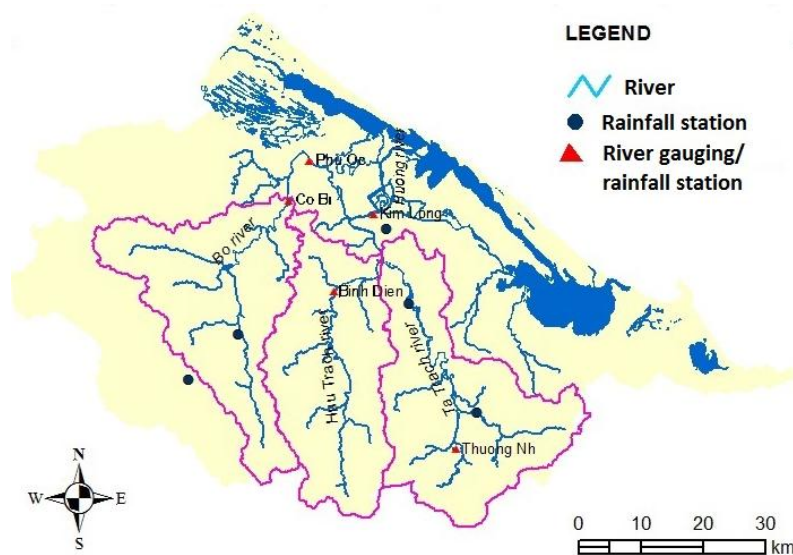 LEGEND
River
Rainfall station
River gauging/
rainfall station
Phu Oc
Huong river
Co Bi
Kim Long
Bo river
Binh Dien
Huu Trach river
Ta Trach river
Thuong Nh
N
W
E
S
0 10 20 30
km